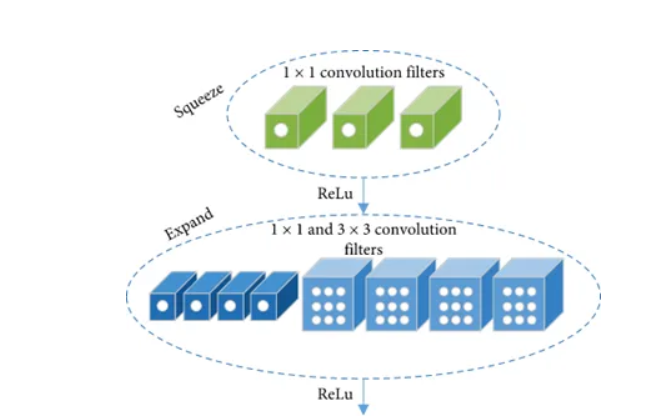 1 × 1 convolution filters
Squeeze
ReLu
Expand
1 × 1 and 3 × 3 convolution
filters
ReLu